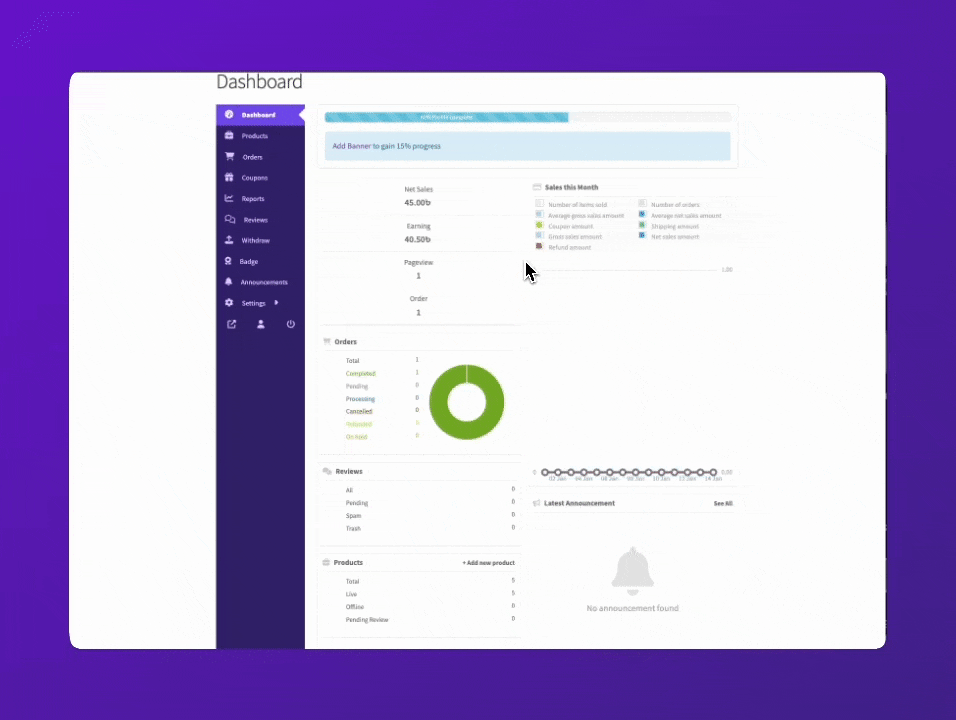 Dashboard
Dashboard
Products
Orders
Coupons
Reports
Reviews
Withdraw
Badge
Announcements
Settings
Add Banner to gain 15% progress
Net Sales
45.00৳
Earning
40.50৳
Pageview
1
Order
1
Sales this Month
Number of items sold
Number of orders
Average gross sales amount
Average net sales amount
Coupon amount
Shipping amount
Gross sales amount
Net sales amount
Refund amount
1.00
Orders
Total 1
Completed 1
Pending 0
Processing 0
Cancelled 0
Refunded
On hold 0
0 0.00
02 Jan 04 Jan 06 Jan 08 Jan 10 Jan 12 Jan 14 Jan
Reviews
All 0
Pending 0
Spam 0
Trash 0
Latest Announcement See All
No announcement found
Products + Add new product
Total 5
Live 5
Offline 0
Pending Review 0